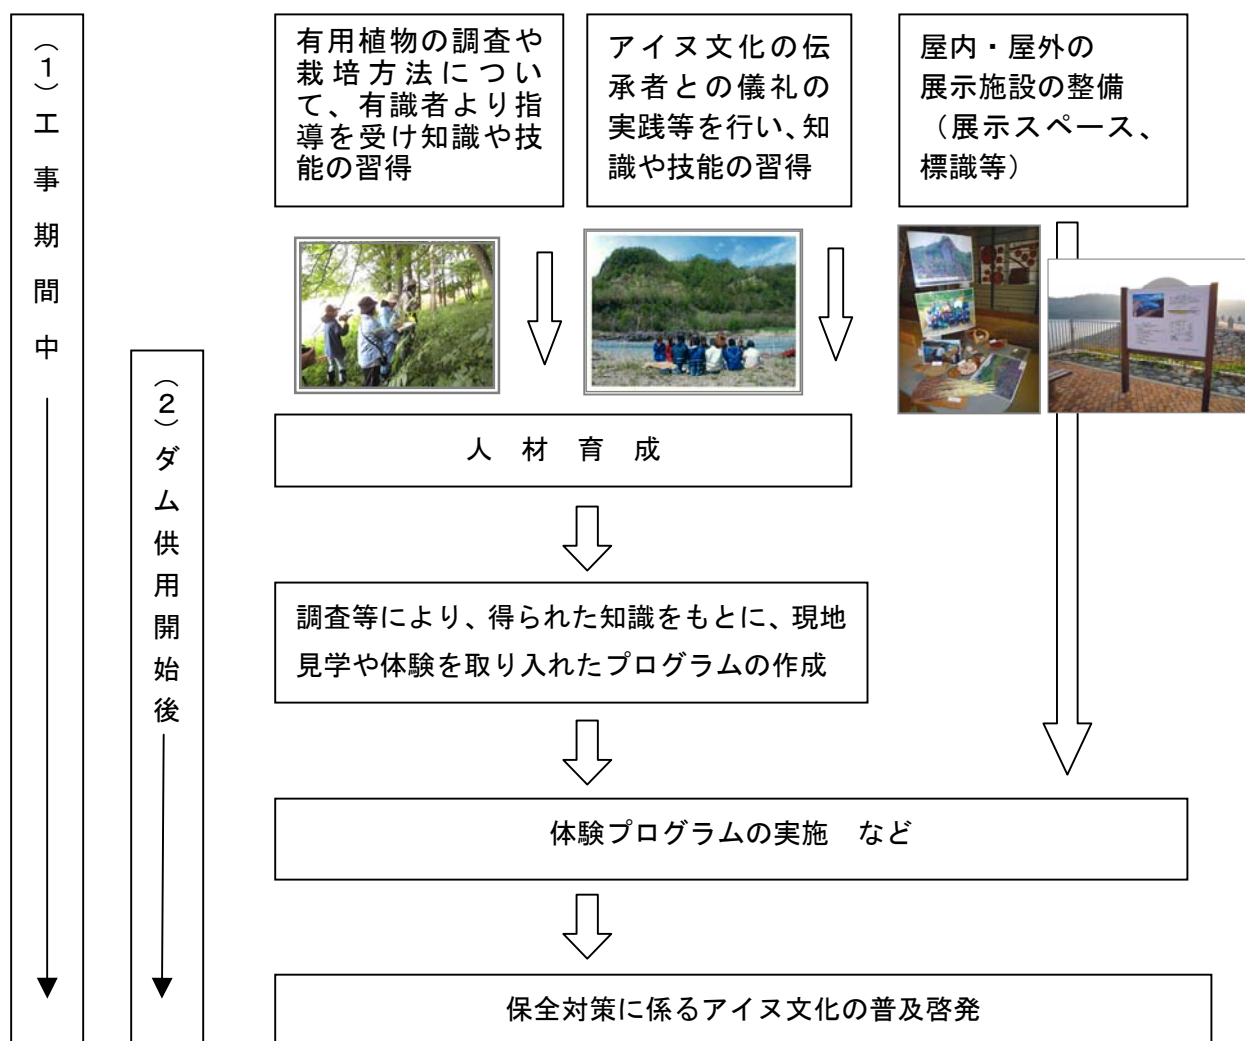 （1）工事期間中
（2）ダム供用開始後
有用植物の調査や
栽培方法につい
て、有識者より指
導を受け知識や技
能の習得
アイヌ文化の伝
承者との儀礼の
実践等を行い、知
識や技能の習得
屋内・屋外の
展示施設の整備
（展示スペース、
標識等）
人材育成
調査等により、得られた知識をもとに、現地
見学や体験を取り入れたプログラムの作成
体験プログラムの実施　など
保全対策に係るアイヌ文化の普及啓発